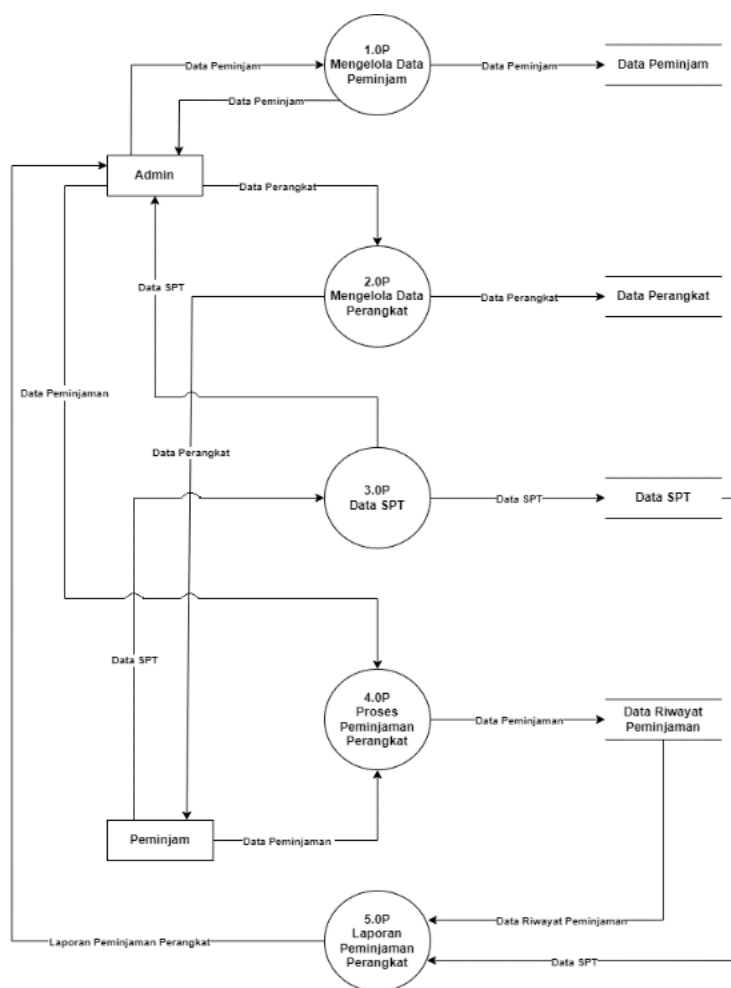 1.0P
Mengelola Data
Peminjam
Data Peminjam
Data Peminjam
Data Peminjam
Data Peminjam
Admin
Data Perangkat
2.0P
Mengelola Data
Perangkat
Data Perangkat
Data Perangkat
Data SPT
Data Peminjaman
Data Perangkat
3.0P
Data SPT
Data SPT
Data SPT
Data SPT
4.0P
Proses
Peminjaman
Perangkat
Data Peminjaman
Data Riwayat
Peminjaman
Peminjam
Data Peminjaman
5.0P
Laporan
Peminjaman
Perangkat
Data Riwayat Peminjaman
Laporan Peminjaman Perangkat
Data SPT